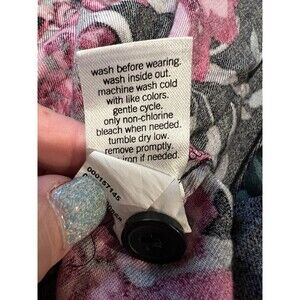 wash before wearing.
wash inside out.
machine wash cold
with like colors.
gentle cycle.
only non-chlorine
bleach when needed.
tumble dry low.
remove promptly.
iron if needed.
000157145